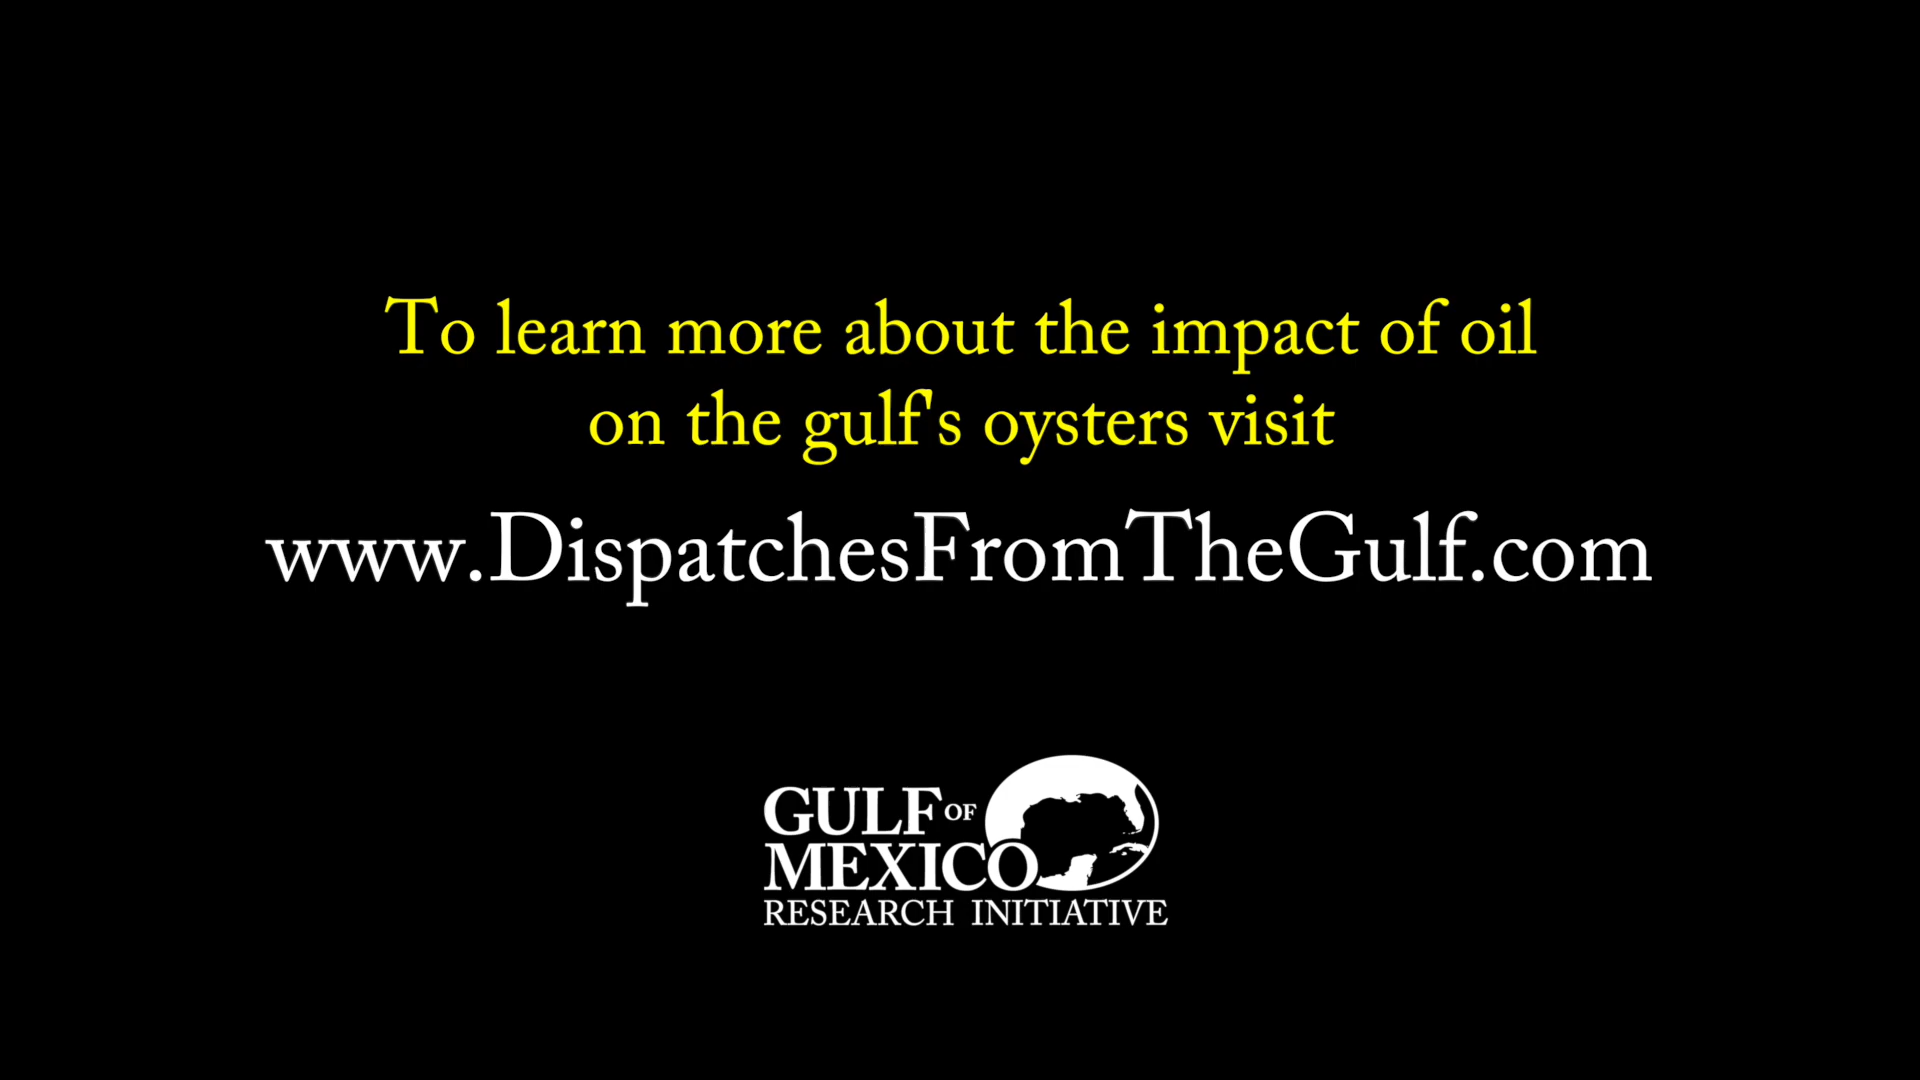 To learn more about the impact of oil
on the gulf's oysters visit
www.DispatchesFromTheGulf.com
GULF OF
MEXICO
RESEARCH INITIATIVE